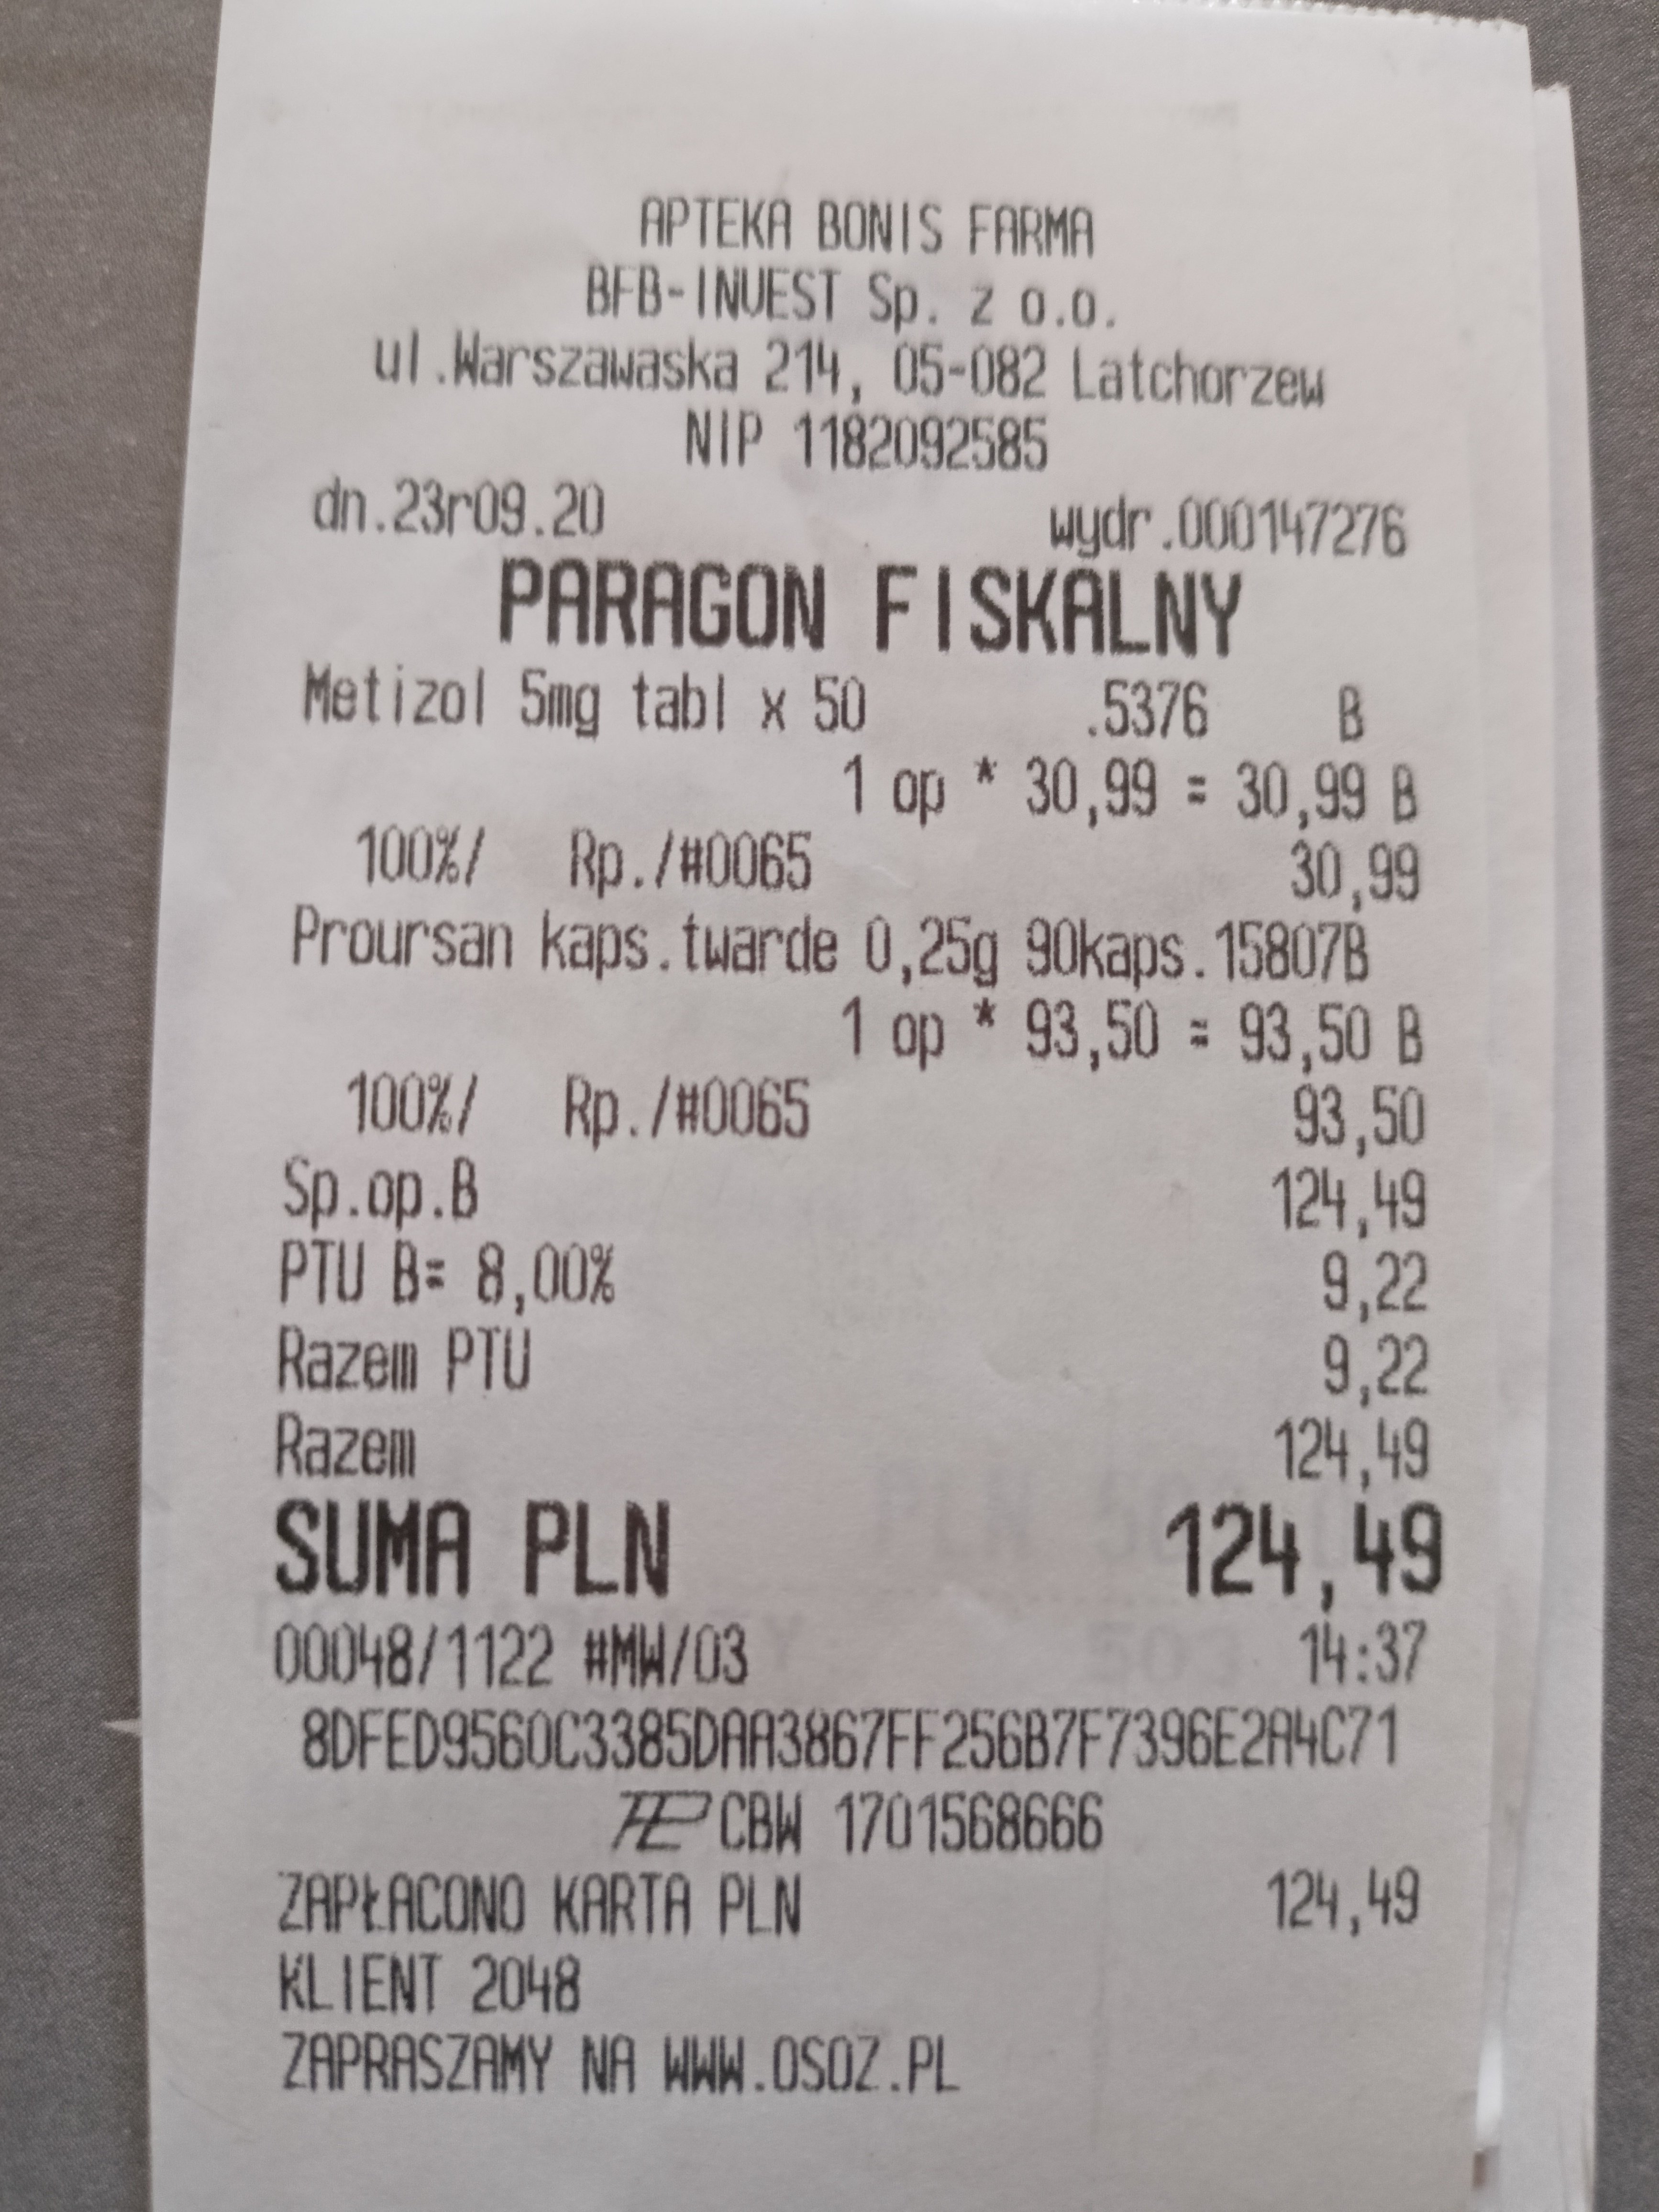 APTEKA BONIS FARMA
BFB-INVEST Sp. z o.o.
ul.Warszawaska 214, 05-082 Latchorzew
NIP 1182092585
dn.23r09.20 wydr.000147276
PARAGON FISKALNY
Metizol 5mg tabl x 50 .5376 B
1 op * 30,99 = 30,99 B
100%/ Rp./#0065 30,99
Proursan kaps.twarde 0,25g 90kaps.15807B
1 op * 93,50 = 93,50 B
100%/ Rp./#0065 93,50
Sp.op.B 124,49
PTU B= 8,00% 9,22
Razem PTU 9,22
Razem 124,49
SUMA PLN 124,49
00048/1122 #MW/03 14:37
8DFED9560C3385DAA3867FF256B7F7396E2A4C71
CBW 1701568666
ZAPŁACONO KARTA PLN 124,49
KLIENT 2048
ZAPRASZAMY NA WWW.OSOZ.PL